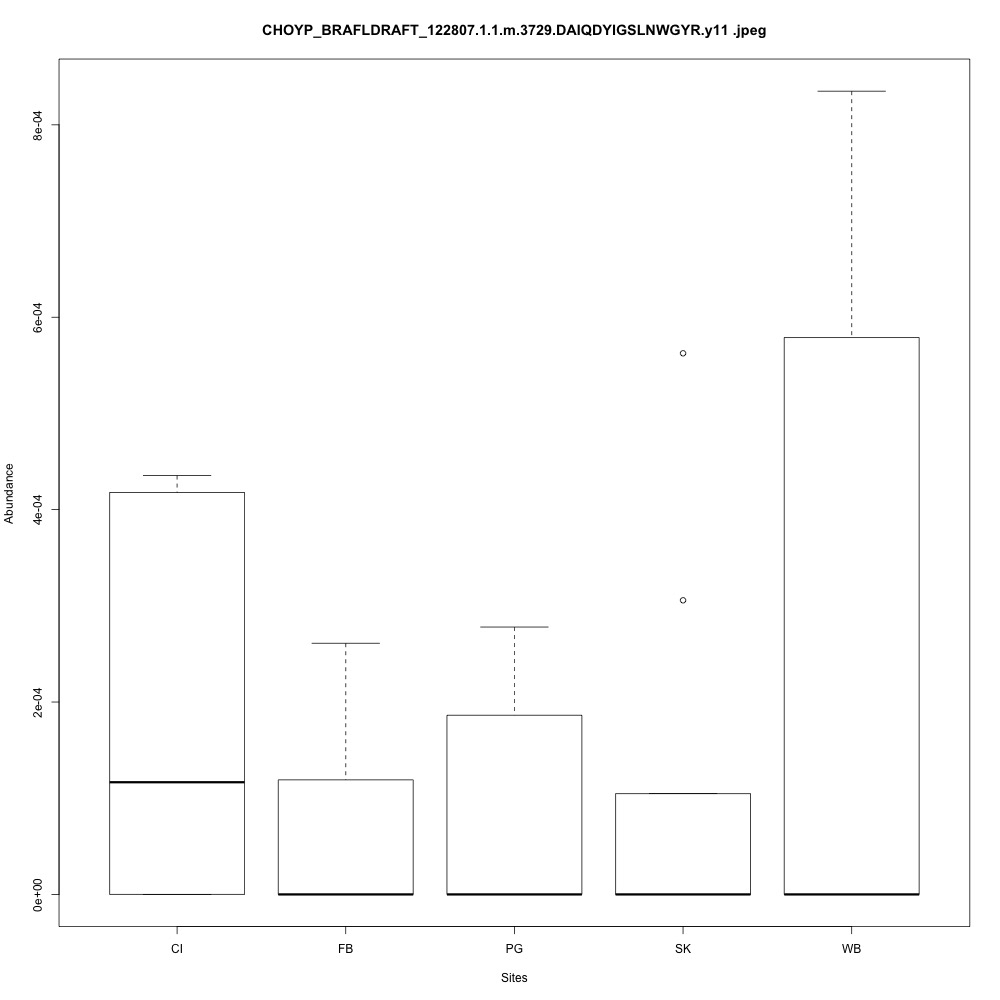 CHOYP_BRAFLDRAFT_122807.1.1.m.3729.DAIQDYIGSLNWGYR.y11 .jpeg
Abundance
8e-04
6e-04
4e-04
2e-04
0e+00
CI FB PG SK WB
Sites